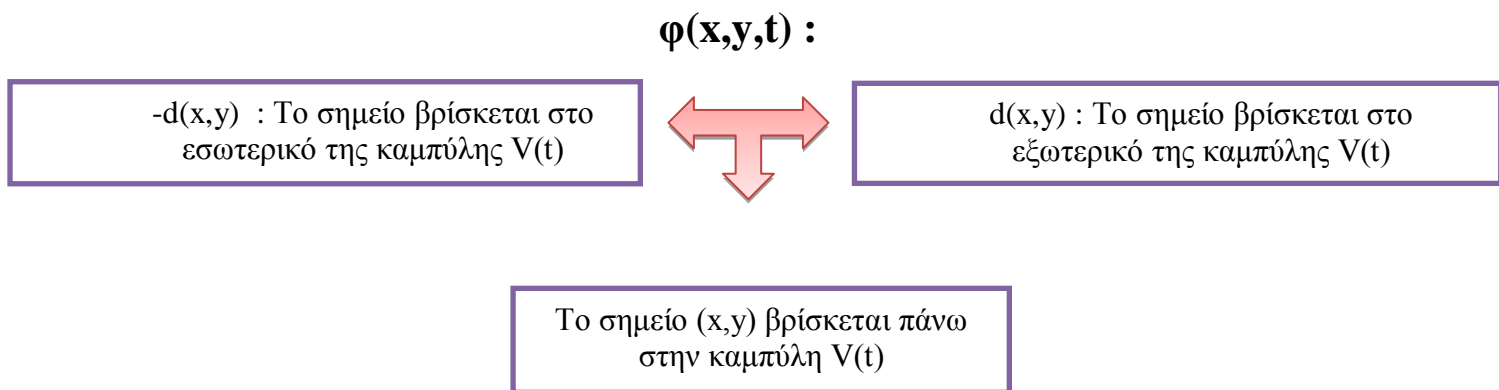 φ(x,y,t) :
-d(x,y) : Το σημείο βρίσκεται στο
εσωτερικό της καμπύλης V(t)
d(x,y) : Το σημείο βρίσκεται στο
εξωτερικό της καμπύλης V(t)
Το σημείο (x,y) βρίσκεται πάνω
στην καμπύλη V(t)